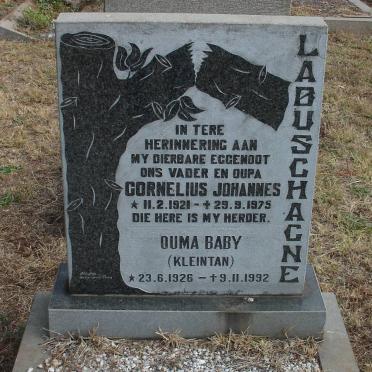 LABUSCHAGNE
IN TERE
HERINNERING AAN
MY DIERBARE EGGENOOT
ONS VADER EN OUPA
CORNELIUS JOHANNES
* 11.2.1921 - + 29.9.1975
DIE HERE IS MY HERDER.
OUMA BABY
(KLEINTAN)
* 23.6.1926 - + 9.11.1992